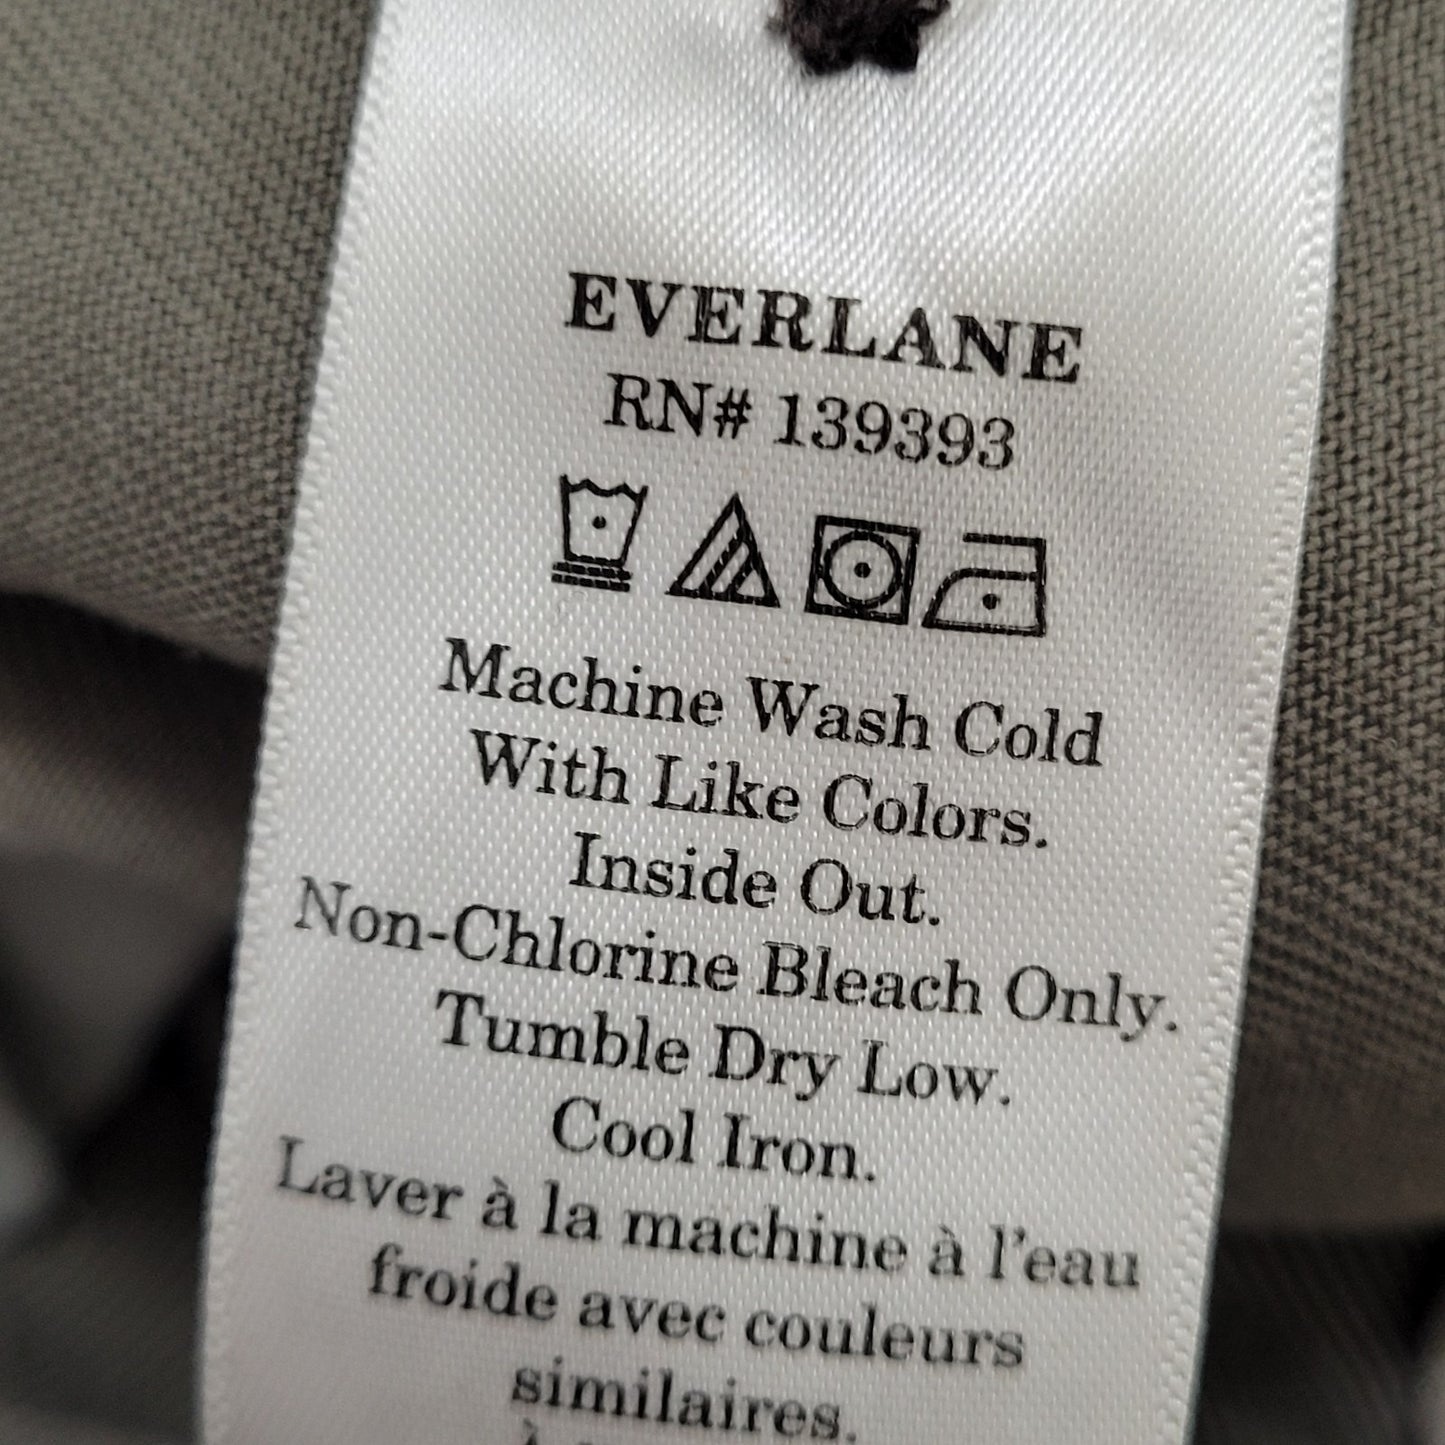 EVERLANE
RN# 139393
Machine Wash Cold
With Like Colors.
Inside Out.
Non-Chlorine Bleach Only.
Tumble Dry Low.
Cool Iron.
Laver à la machine à l'eau
froide avec couleurs
similaires.